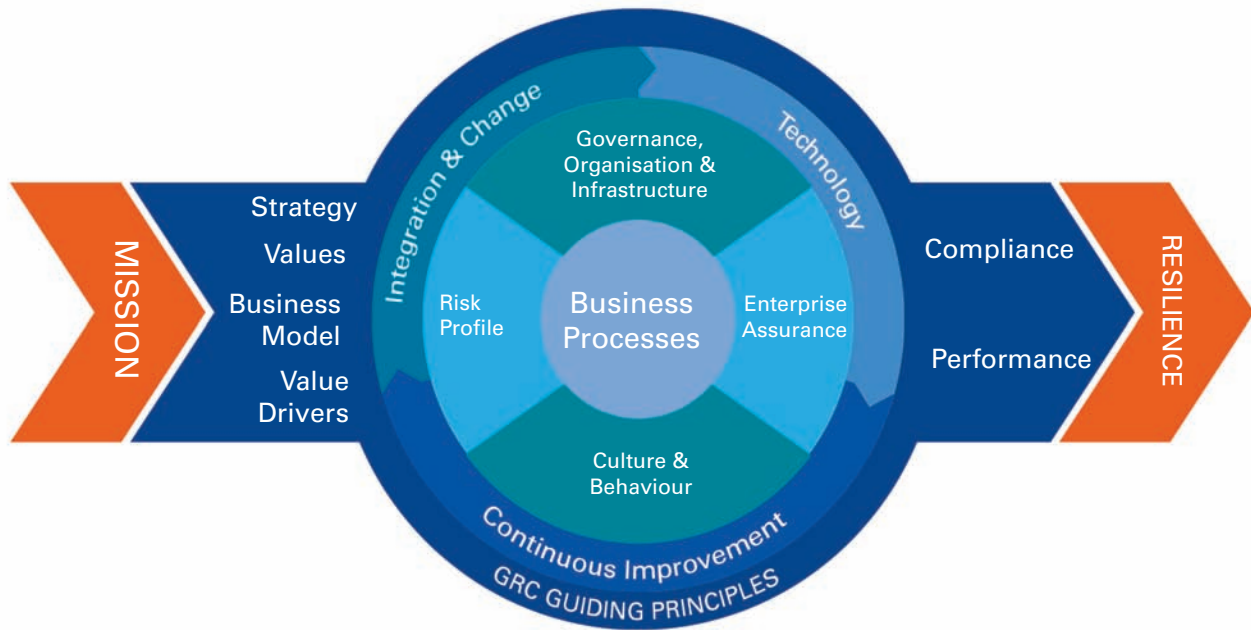 MISSION
Strategy
Values
Business
Model
Value
Drivers
Integration & Change
Technology
Governance,
Organisation &
Infrastructure
Risk
Profile
Business
Processes
Enterprise
Assurance
Culture &
Behaviour
Continuous Improvement
GRC GUIDING PRINCIPLES
Compliance
Performance
RESILIENCE